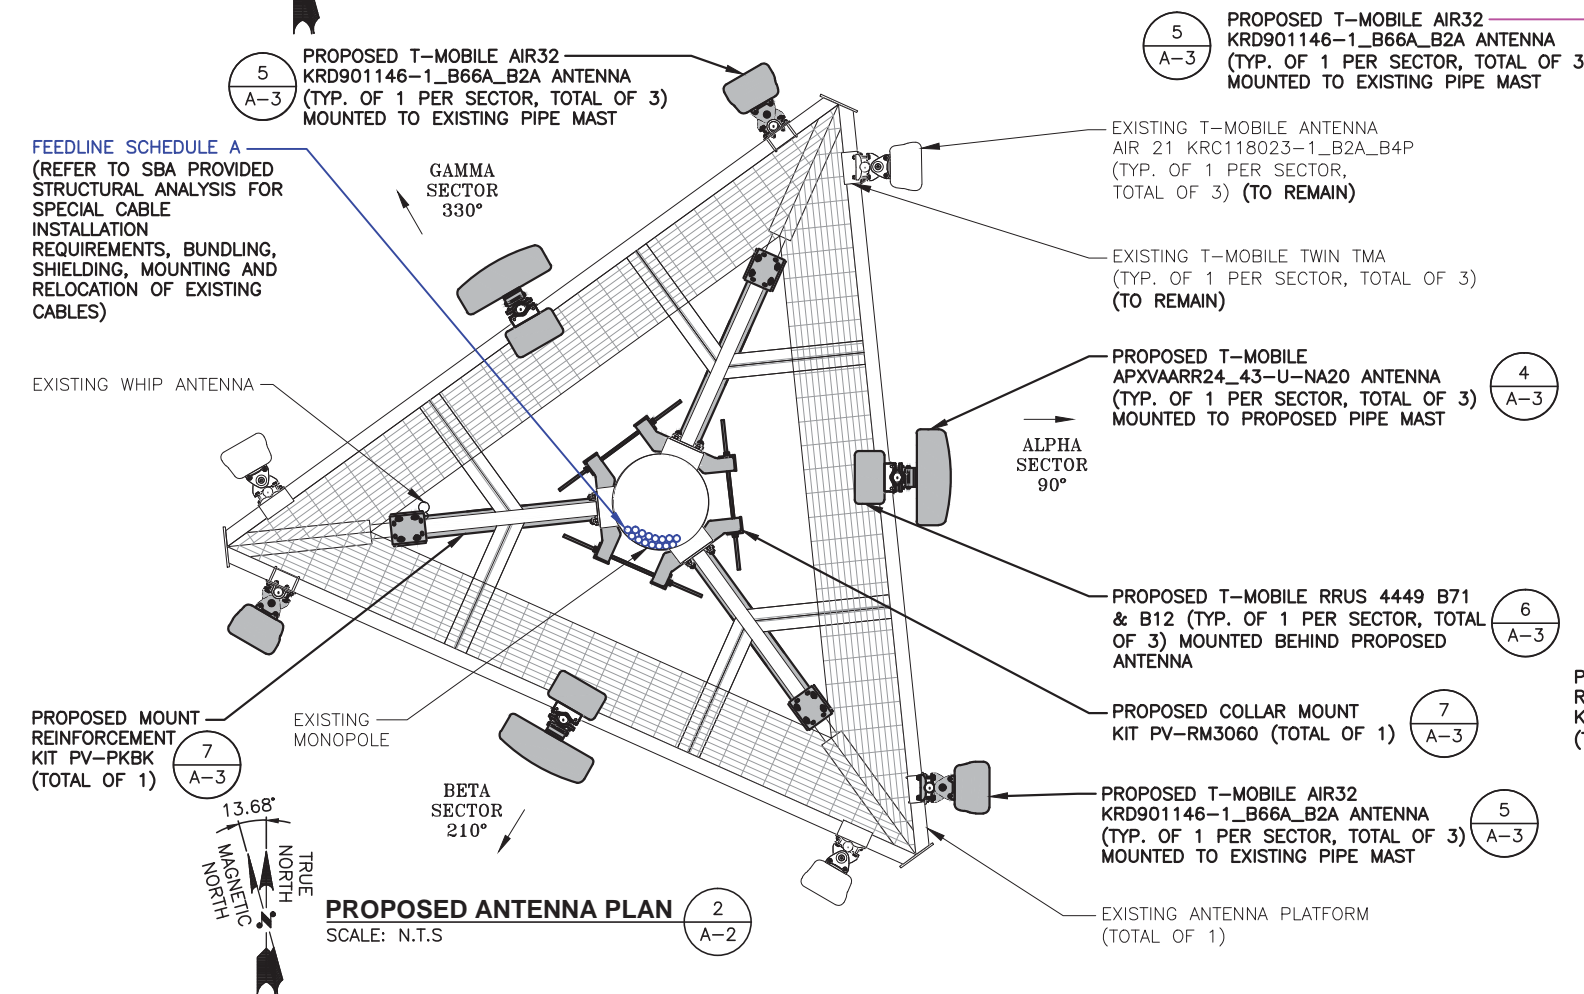 5
A-3
PROPOSED T-MOBILE AIR32
KRD901146-1_B66A_B2A ANTENNA
(TYP. OF 1 PER SECTOR, TOTAL OF 3)
MOUNTED TO EXISTING PIPE MAST
5
A-3
PROPOSED T-MOBILE AIR32
KRD901146-1_B66A_B2A ANTENNA
(TYP. OF 1 PER SECTOR, TOTAL OF 3
MOUNTED TO EXISTING PIPE MAST
FEEDLINE SCHEDULE A
(REFER TO SBA PROVIDED
STRUCTURAL ANALYSIS FOR
SPECIAL CABLE
INSTALLATION
REQUIREMENTS, BUNDLING,
SHIELDING, MOUNTING AND
RELOCATION OF EXISTING
CABLES)
GAMMA
SECTOR
330°
EXISTING T-MOBILE ANTENNA
AIR 21 KRC118023-1_B2A_B4P
(TYP. OF 1 PER SECTOR,
TOTAL OF 3) (TO REMAIN)
EXISTING T-MOBILE TWIN TMA
(TYP. OF 1 PER SECTOR, TOTAL OF 3)
(TO REMAIN)
EXISTING WHIP ANTENNA
PROPOSED T-MOBILE
APXVAARR24_43-U-NA20 ANTENNA
(TYP. OF 1 PER SECTOR, TOTAL OF 3)
MOUNTED TO PROPOSED PIPE MAST
4
A-3
ALPHA
SECTOR
90°
PROPOSED T-MOBILE RRUS 4449 B71
& B12 (TYP. OF 1 PER SECTOR, TOTAL
OF 3) MOUNTED BEHIND PROPOSED
ANTENNA
6
A-3
PROPOSED MOUNT
REINFORCEMENT
KIT PV-PKBK
(TOTAL OF 1)
7
A-3
EXISTING
MONOPOLE
PROPOSED COLLAR MOUNT
KIT PV-RM3060 (TOTAL OF 1)
7
A-3
P
R
K
(
BETA
SECTOR
210°
PROPOSED T-MOBILE AIR32
KRD901146-1_B66A_B2A ANTENNA
(TYP. OF 1 PER SECTOR, TOTAL OF 3)
MOUNTED TO EXISTING PIPE MAST
5
A-3
13.68°
TRUE
NORTH
MAGNETIC
NORTH
N
PROPOSED ANTENNA PLAN
SCALE: N.T.S
2
A-2
EXISTING ANTENNA PLATFORM
(TOTAL OF 1)